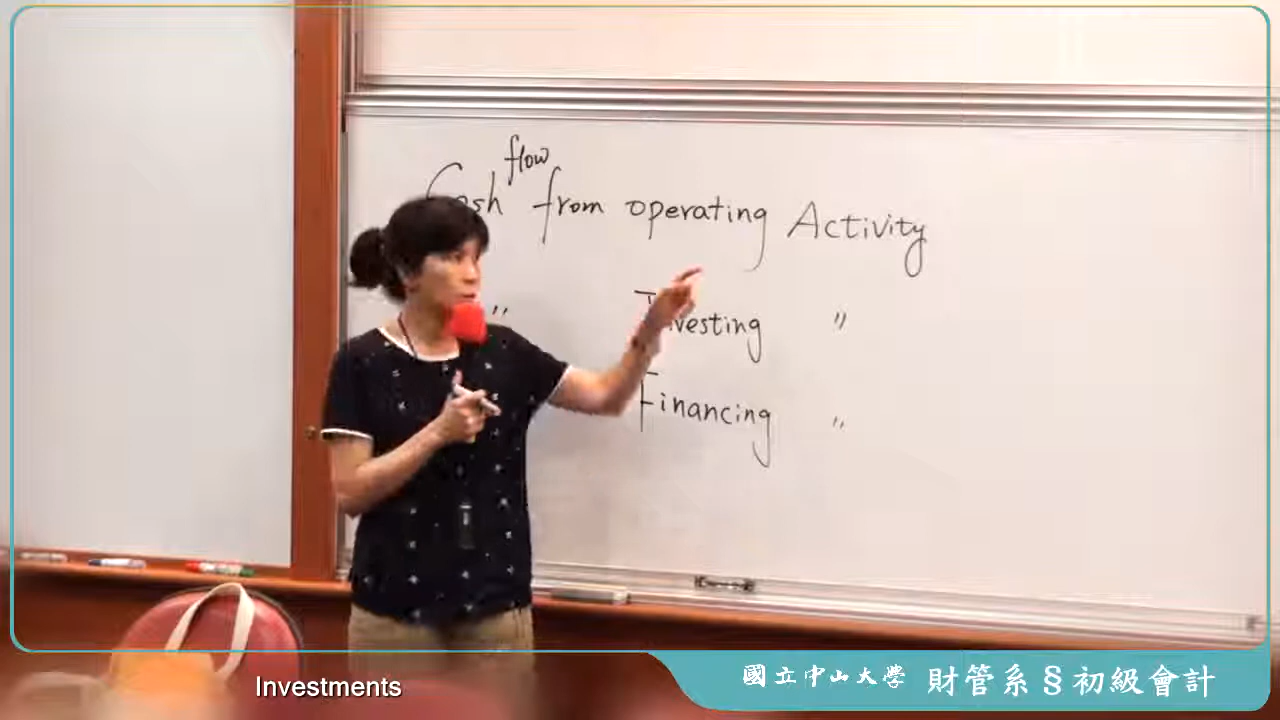 flow
Cash from operating Activity
" Investing "
Financing "
Investments
國立中山大學 財管系§初級會計